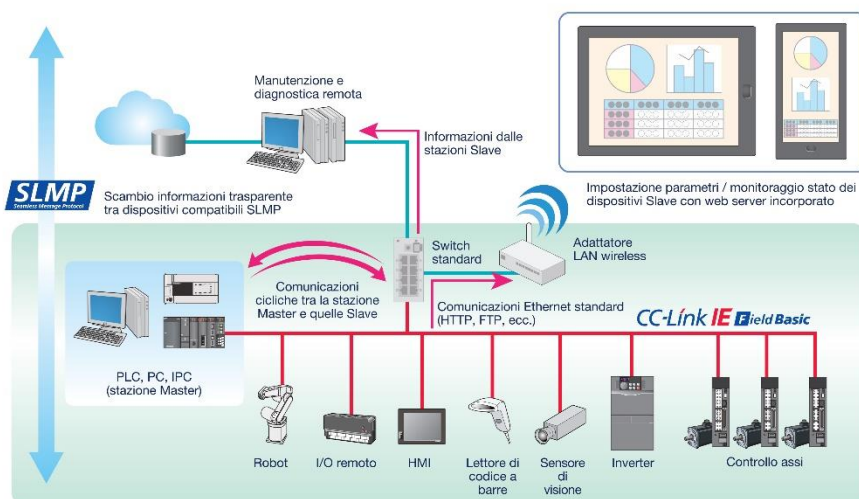 Manutenzione e
diagnostica remota
Informazioni dalle
stazioni Slave
SLMP
Seamless Message Protocol
Scambio informazioni trasparente
tra dispositivi compatibili SLMP
Impostazione parametri / monitoraggio stato dei
dispositivi Slave con web server incorporato
Switch
standard
Adattatore
LAN wireless
Comunicazioni
cicliche tra la stazione
Master e quelle Slave
Comunicazioni Ethernet standard
(HTTP, FTP, ecc.)
CC-Link IE Field Basic
PLC, PC, IPC
(stazione Master)
Robot
I/O remoto
HMI
Lettore di
codice a
barre
Sensore
di
visione
Inverter
Controllo assi